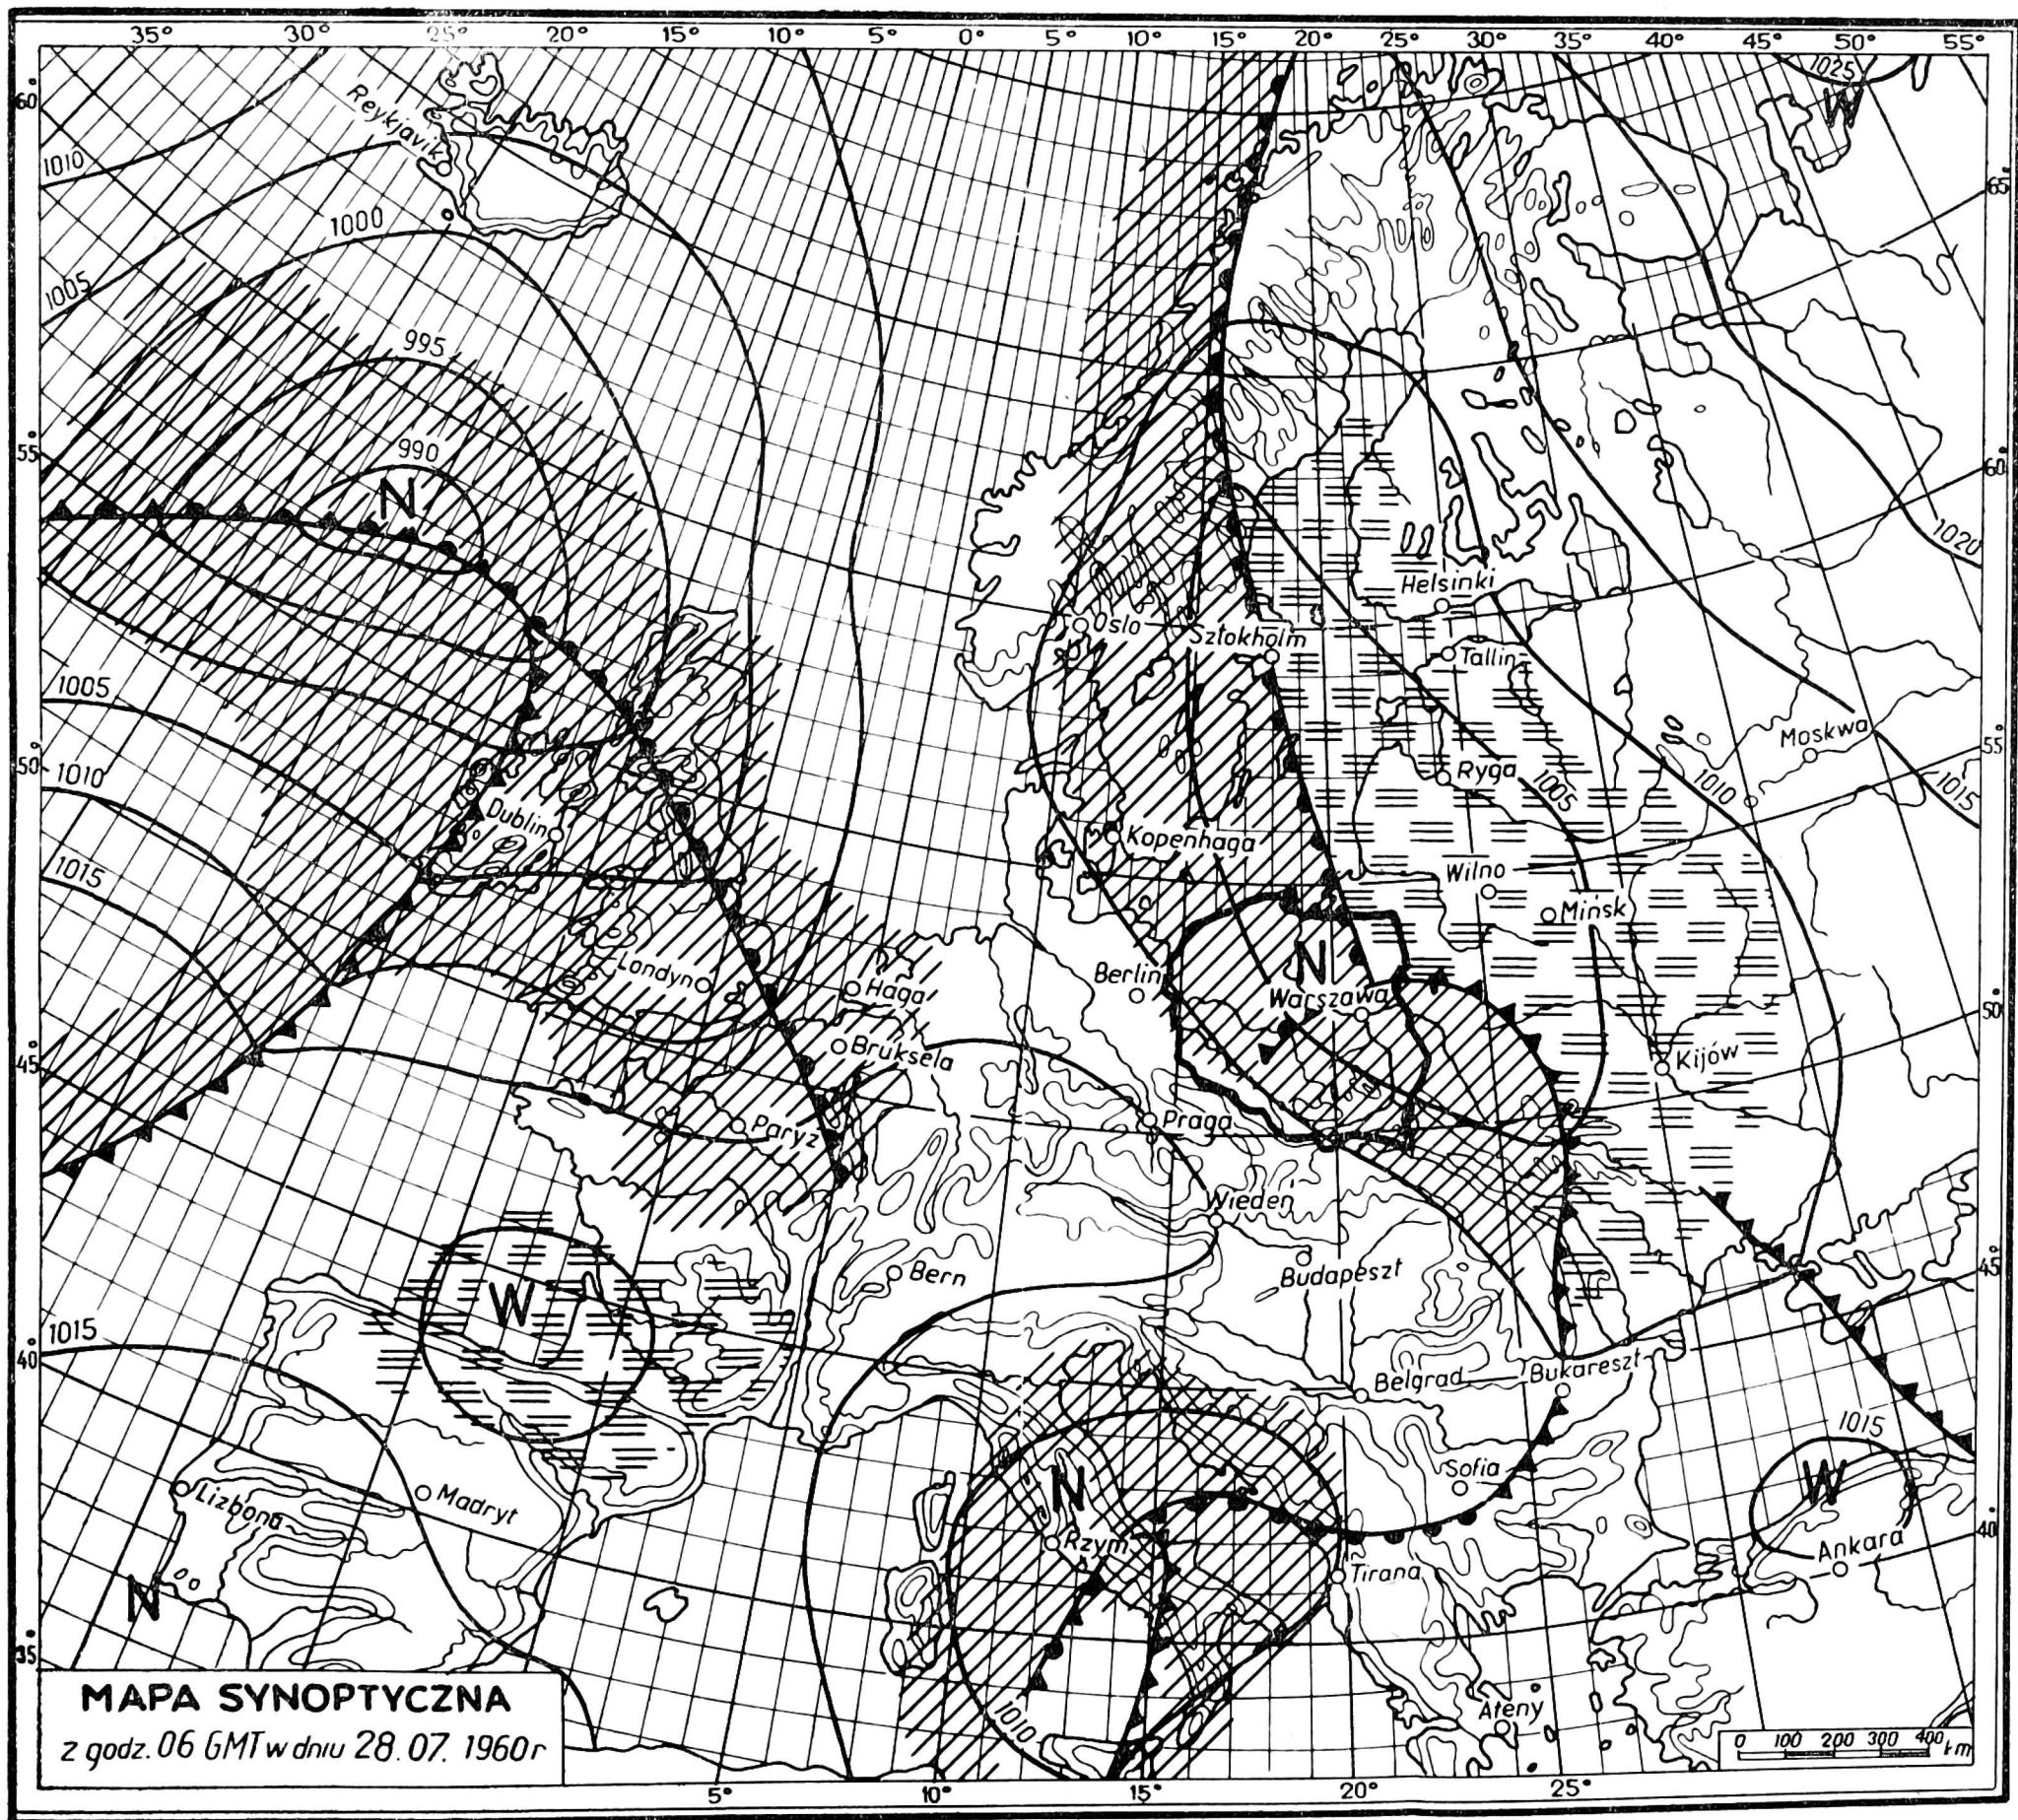 35° 30° 25° 20° 15° 10° 5° 0° 5° 10° 15° 20° 25° 30° 35° 40° 45° 50° 55°
1025
W
60°
Reykjavik
1010
65°
1000
1005
995
55°
990
60°
N
1020
Helsinki
Oslo
Sztokholm
Tallin
1005
Moskwa
55°
50°
1010
Ryga
1005
1010
1015
Dublin
Kopenhaga
1015
Wilno
Mińsk
Londyn
Haga
Berlin
N
Warszawa
50°
45°
Bruksela
Kijów
Paryż
Praga
Wiedeń
Bern
Budapeszt
45°
W
1015
40°
Belgrad
Bukareszt
1015
N
Sofia
W
Lizbona
Madryt
Rzym
Ankara
40°
Tirana
N
35°
1010
Ateny
MAPA SYNOPTYCZNA
z godz. 06 GMT w dniu 28.07. 1960r
0 100 200 300 400 km
5° 10° 15° 20° 25°